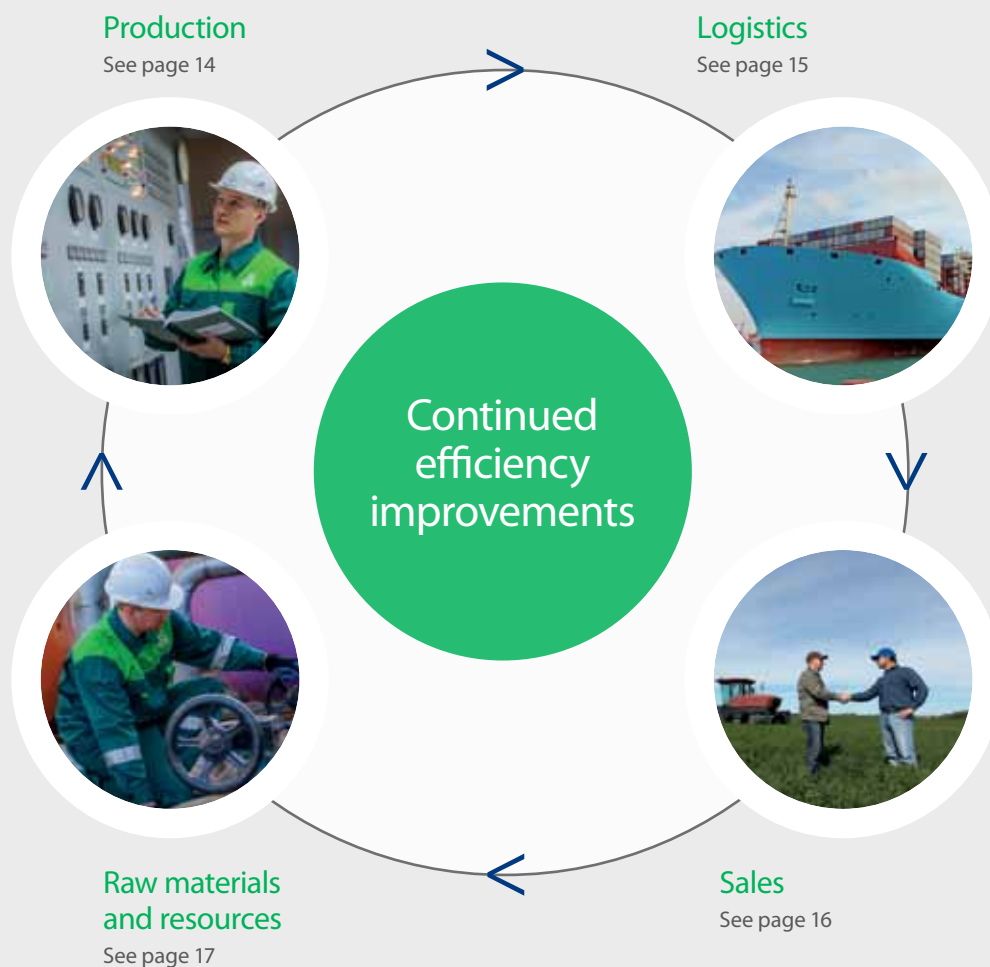 Production
See page 14
Logistics
See page 15
Continued
efficiency
improvements
Raw materials
and resources
See page 17
Sales
See page 16